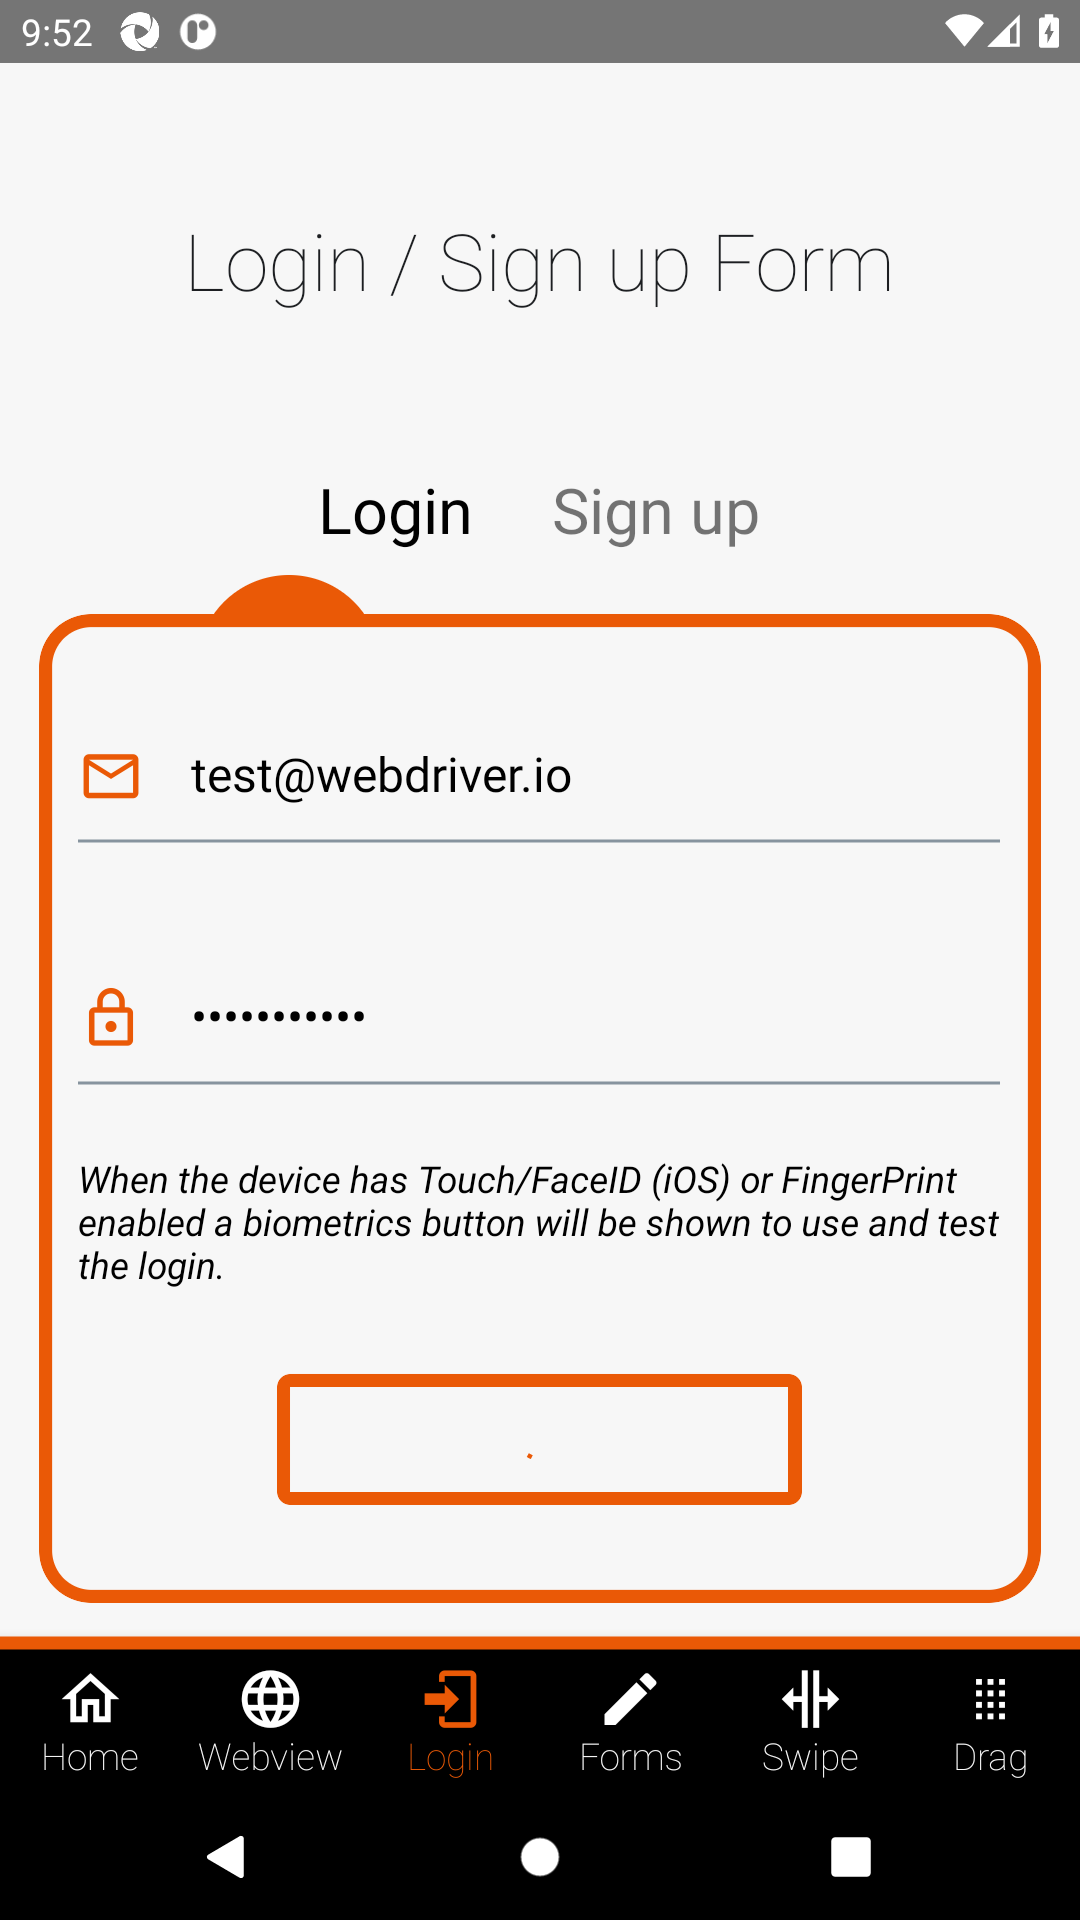 9:52
Login / Sign up Form
Login Sign up
test@webdriver.io
•••••••••••
When the device has Touch/FaceID (iOS) or FingerPrint
enabled a biometrics button will be shown to use and test
the login.
Home Webview Login Forms Swipe Drag